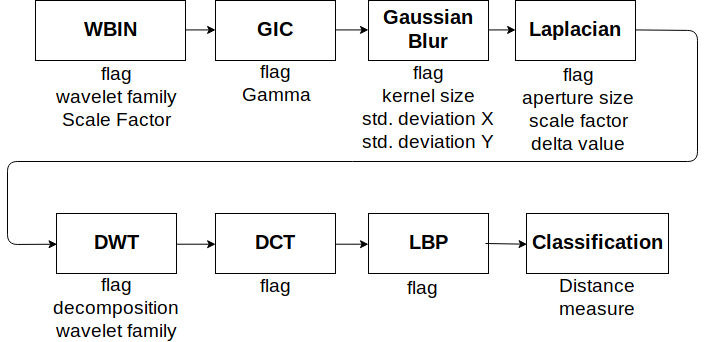 WBIN
flag
wavelet family
Scale Factor
GIC
flag
Gamma
Gaussian
Blur
flag
kernel size
std. deviation X
std. deviation Y
Laplacian
flag
aperture size
scale factor
delta value
DWT
flag
decomposition
wavelet family
DCT
flag
LBP
flag
Classification
Distance
measure